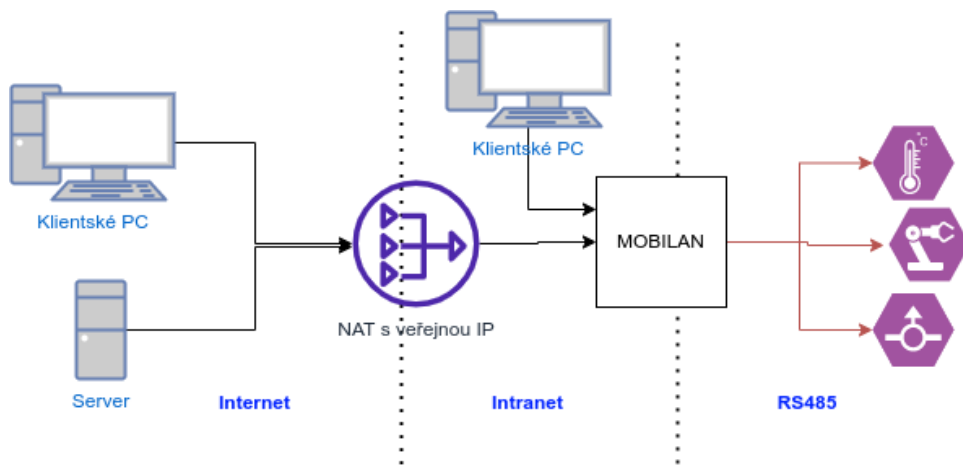 Klientské PC
°C
Klientské PC
MOBILAN
NAT s veřejnou IP
Server
Internet
Intranet
RS485